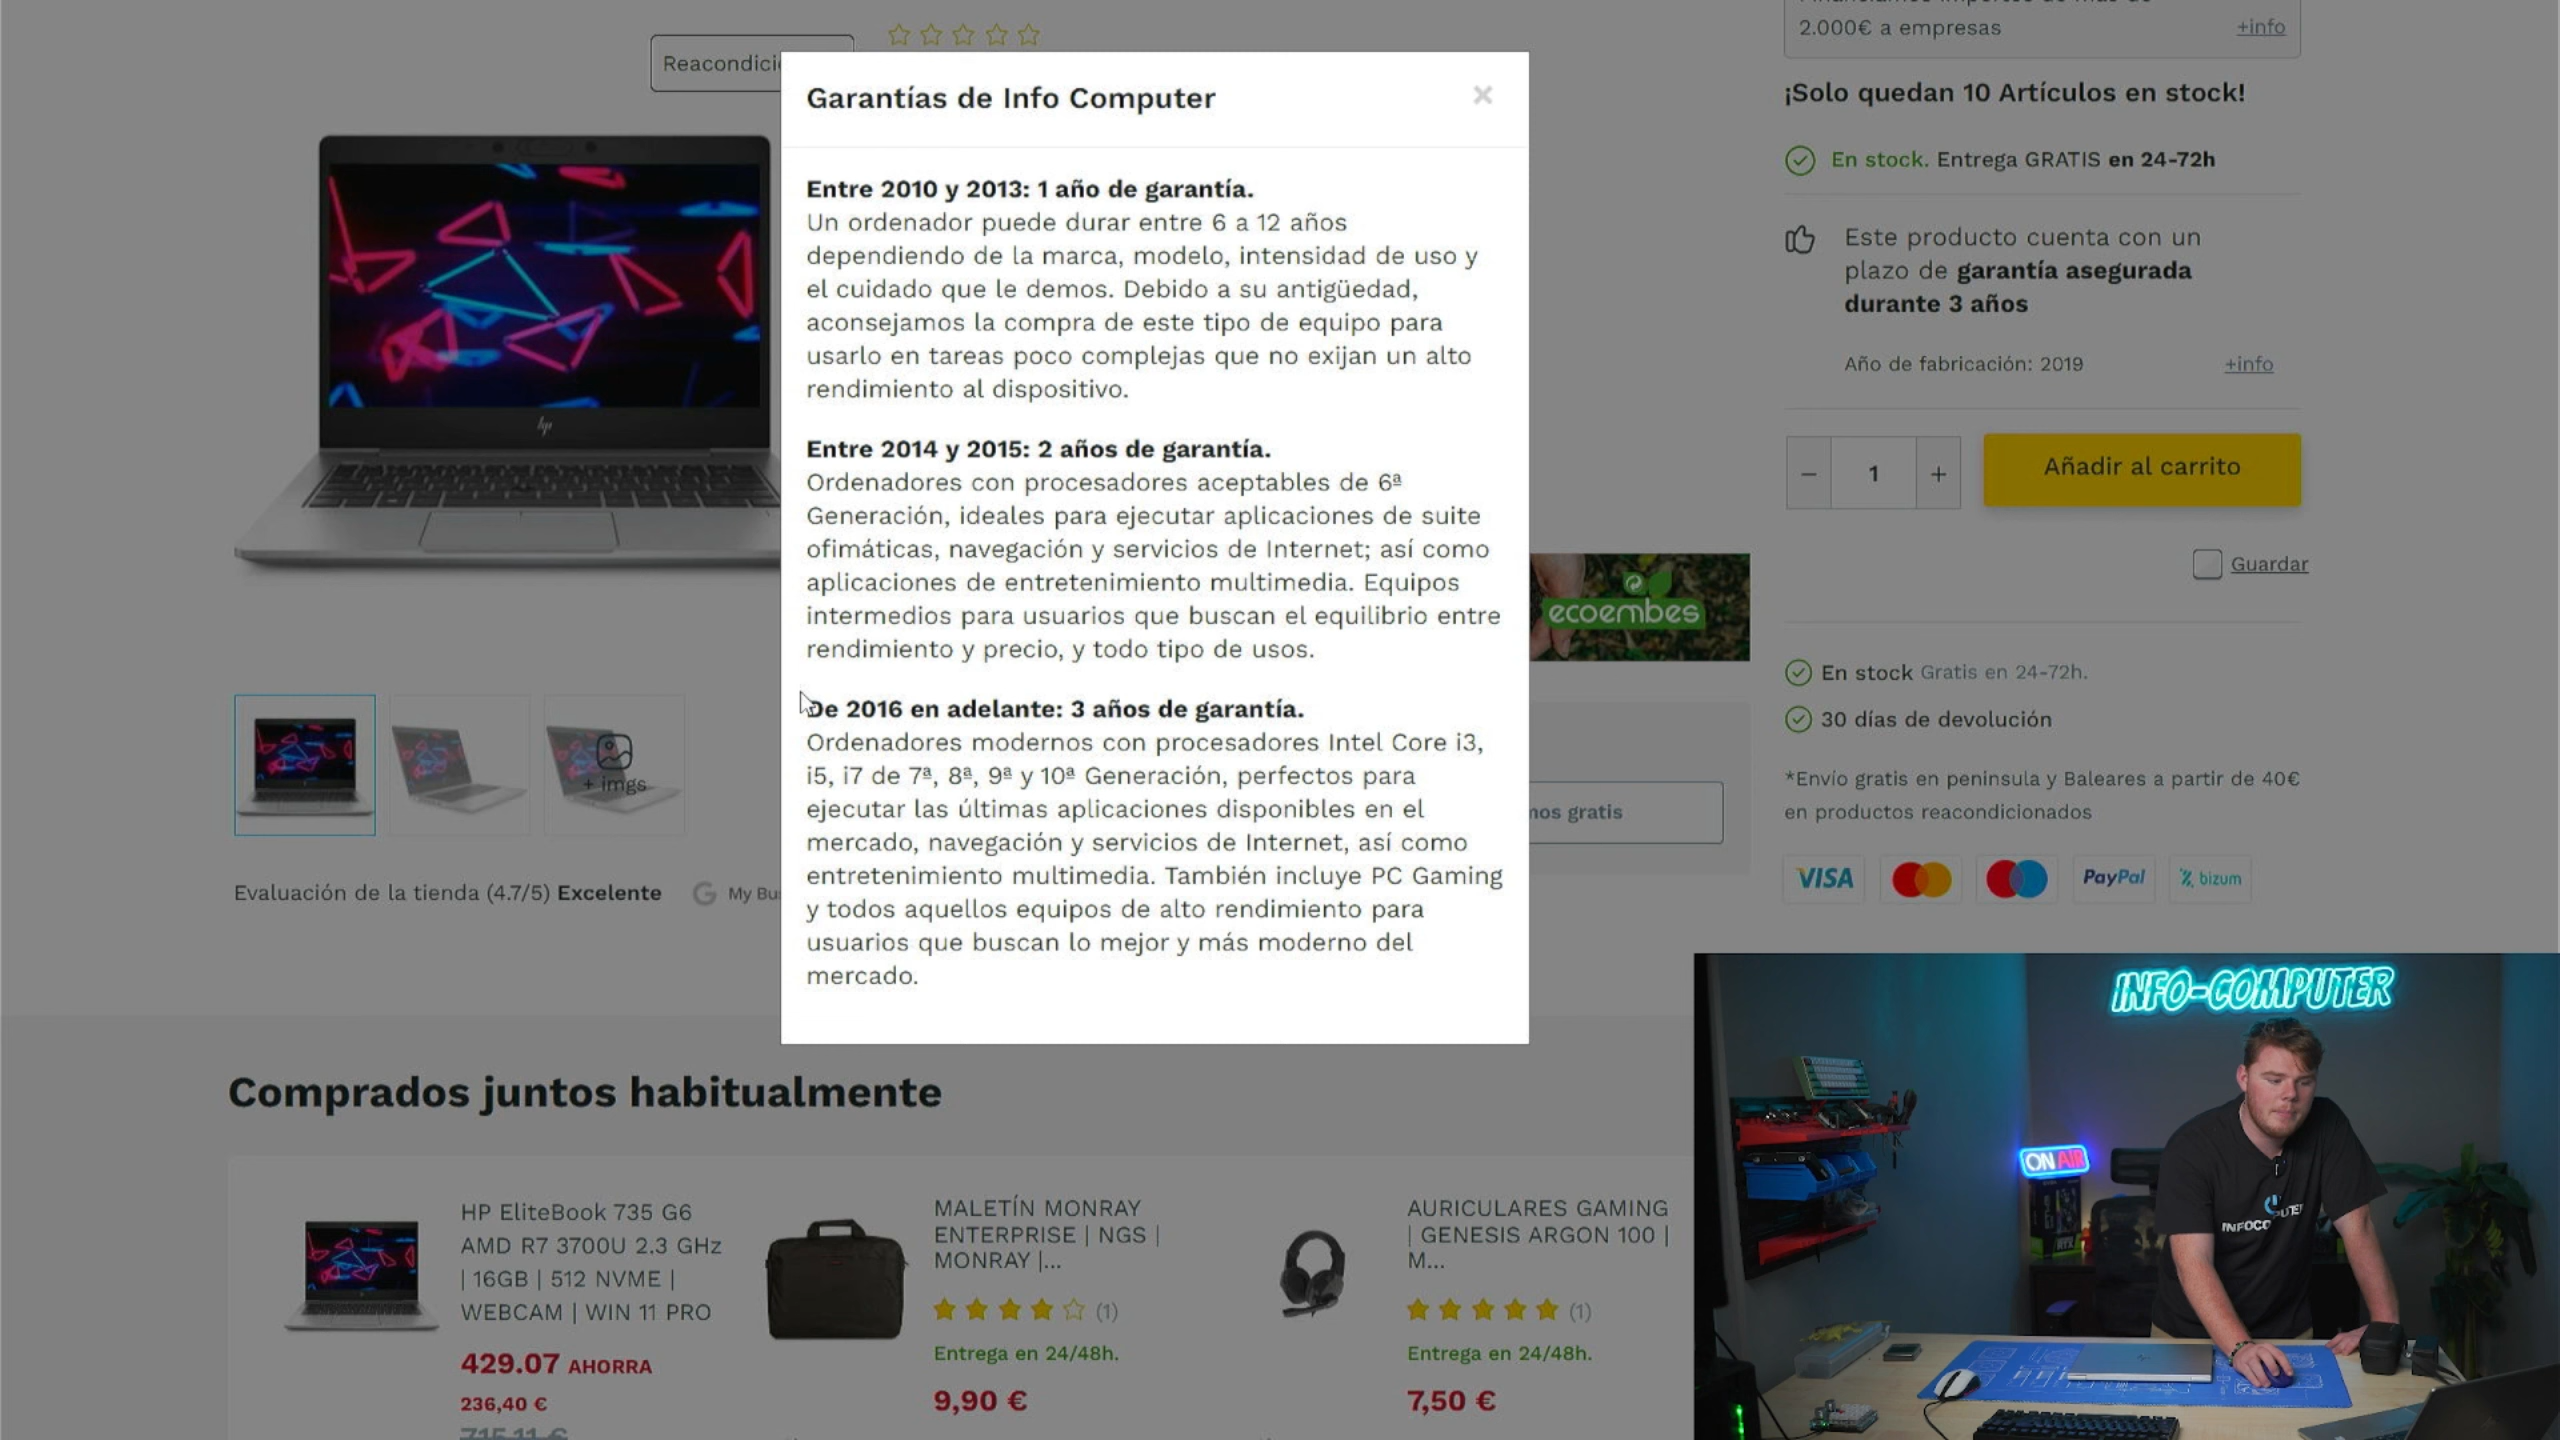 Reacondici
2.000€ a empresas
+info
¡Solo quedan 10 Artículos en stock!
En stock. Entrega GRATIS en 24-72h
Este producto cuenta con un
plazo de garantía asegurada
durante 3 años
Año de fabricación: 2019
+info
1
Añadir al carrito
Guardar
En stock Gratis en 24-72h.
30 días de devolución
*Envío gratis en peninsula y Baleares a partir de 40€
en productos reacondicionados
VISA
PayPal
bizum
Garantías de Info Computer
Entre 2010 y 2013: 1 año de garantía.
Un ordenador puede durar entre 6 a 12 años
dependiendo de la marca, modelo, intensidad de uso y
el cuidado que le demos. Debido a su antigüedad,
aconsejamos la compra de este tipo de equipo para
usarlo en tareas poco complejas que no exijan un alto
rendimiento al dispositivo.
Entre 2014 y 2015: 2 años de garantía.
Ordenadores con procesadores aceptables de 6ª
Generación, ideales para ejecutar aplicaciones de suite
ofimáticas, navegación y servicios de Internet; así como
aplicaciones de entretenimiento multimedia. Equipos
intermedios para usuarios que buscan el equilibrio entre
rendimiento y precio, y todo tipo de usos.
De 2016 en adelante: 3 años de garantía.
Ordenadores modernos con procesadores Intel Core i3,
i5, i7 de 7ª, 8ª, 9ª y 10ª Generación, perfectos para
ejecutar las últimas aplicaciones disponibles en el
mercado, navegación y servicios de Internet, así como
entretenimiento multimedia. También incluye PC Gaming
y todos aquellos equipos de alto rendimiento para
usuarios que buscan lo mejor y más moderno del
mercado.
hp
ecoembes
+ imgs
nos gratis
Evaluación de la tienda (4.7/5) Excelente
G My Bu
Comprados juntos habitualmente
HP EliteBook 735 G6
AMD R7 3700U 2.3 GHz
| 16GB | 512 NVME |
WEBCAM | WIN 11 PRO
429.07 AHORRA
236,40 €
715,11 €
MALETÍN MONRAY
ENTERPRISE | NGS |
MONRAY |...
(1)
Entrega en 24/48h.
9,90 €
AURICULARES GAMING
| GENESIS ARGON 100 |
M...
(1)
Entrega en 24/48h.
7,50 €
INFO-COMPUTER
ON AIR
INFOCOMPUTER